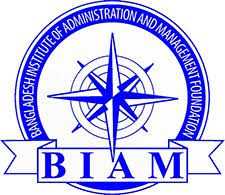 BANGLADESH INSTITUTE OF ADMINISTRATION AND MANAGEMENT FOUNDATION
BIAM